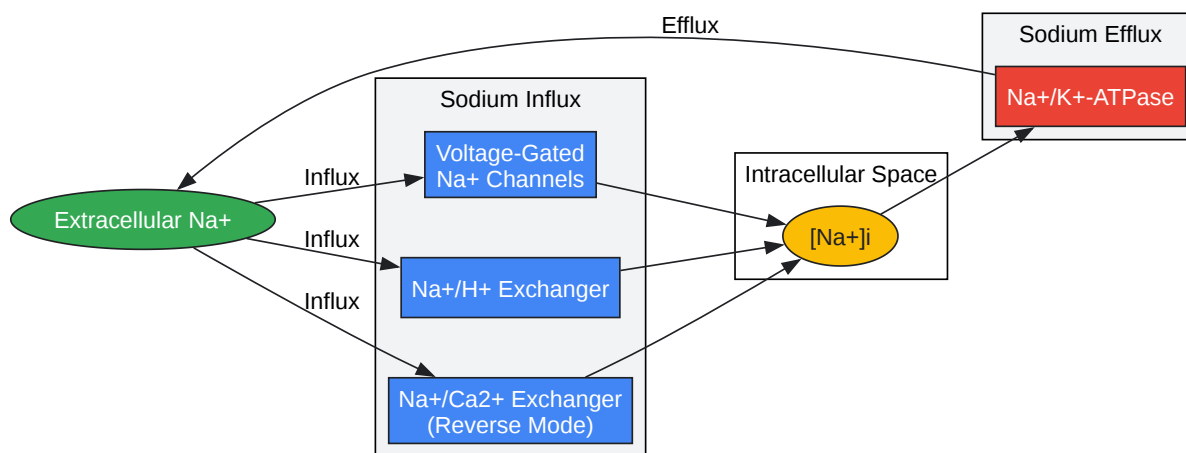 Efflux
Sodium Efflux
Na+/K+-ATPase
Sodium Influx
Voltage-Gated
Na+ Channels
Influx
Intracellular Space
Extracellular Na+
Influx
[Na+]i
Na+/H+ Exchanger
Influx
Na+/Ca2+ Exchanger
(Reverse Mode)